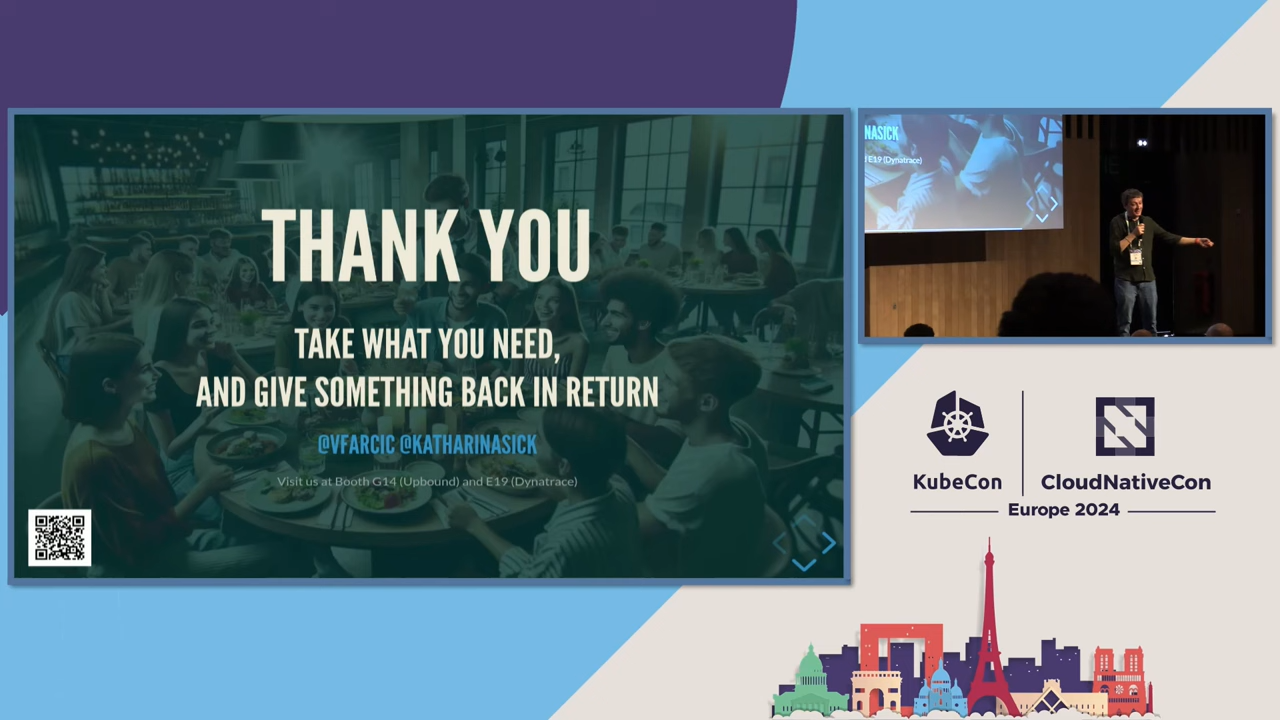 THANK YOU
TAKE WHAT YOU NEED,
AND GIVE SOMETHING BACK IN RETURN
@VFARCIC @KATHARINASICK
Visit us at Booth G14 (Upbound) and E19 (Dynatrace)
NASICK
E19 (Dynatrace)
KubeCon
CloudNativeCon
Europe 2024